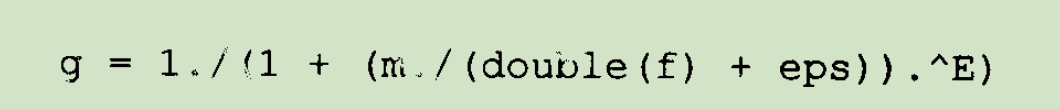 g = 1./(1 + (m./(double(f) + eps)).^E)